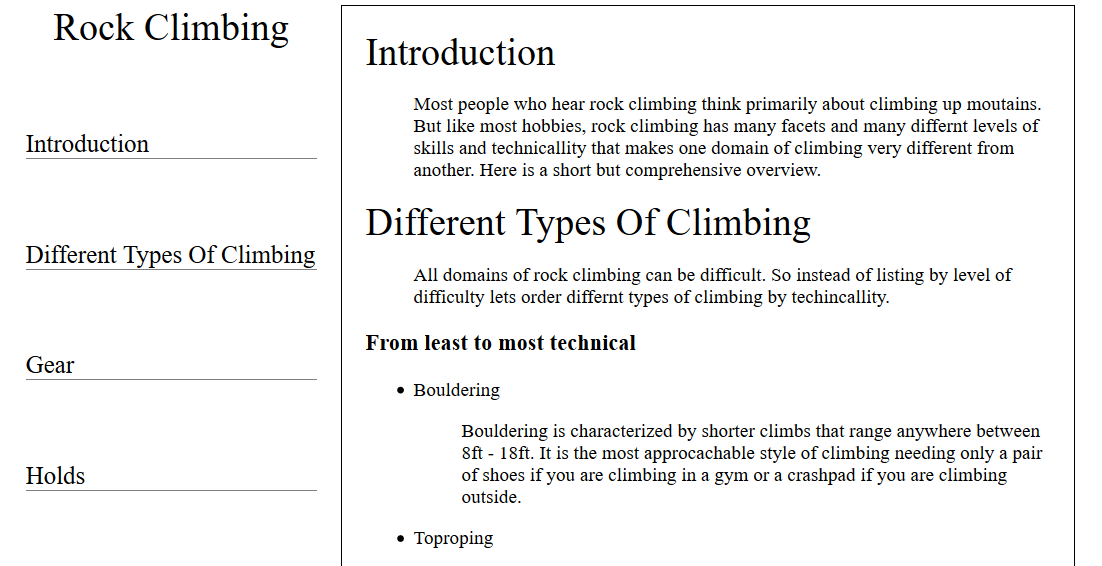 Rock Climbing
Introduction
Different Types Of Climbing
Gear
Holds
Introduction
Most people who hear rock climbing think primarily about climbing up moutains.
But like most hobbies, rock climbing has many facets and many differnt levels of
skills and technicallity that makes one domain of climbing very different from
another. Here is a short but comprehensive overview.
Different Types Of Climbing
All domains of rock climbing can be difficult. So instead of listing by level of
difficulty lets order differnt types of climbing by techincallity.
From least to most technical
• Bouldering
Bouldering is characterized by shorter climbs that range anywhere between
8ft - 18ft. It is the most approcachable style of climbing needing only a pair
of shoes if you are climbing in a gym or a crashpad if you are climbing
outside.
• Toproping